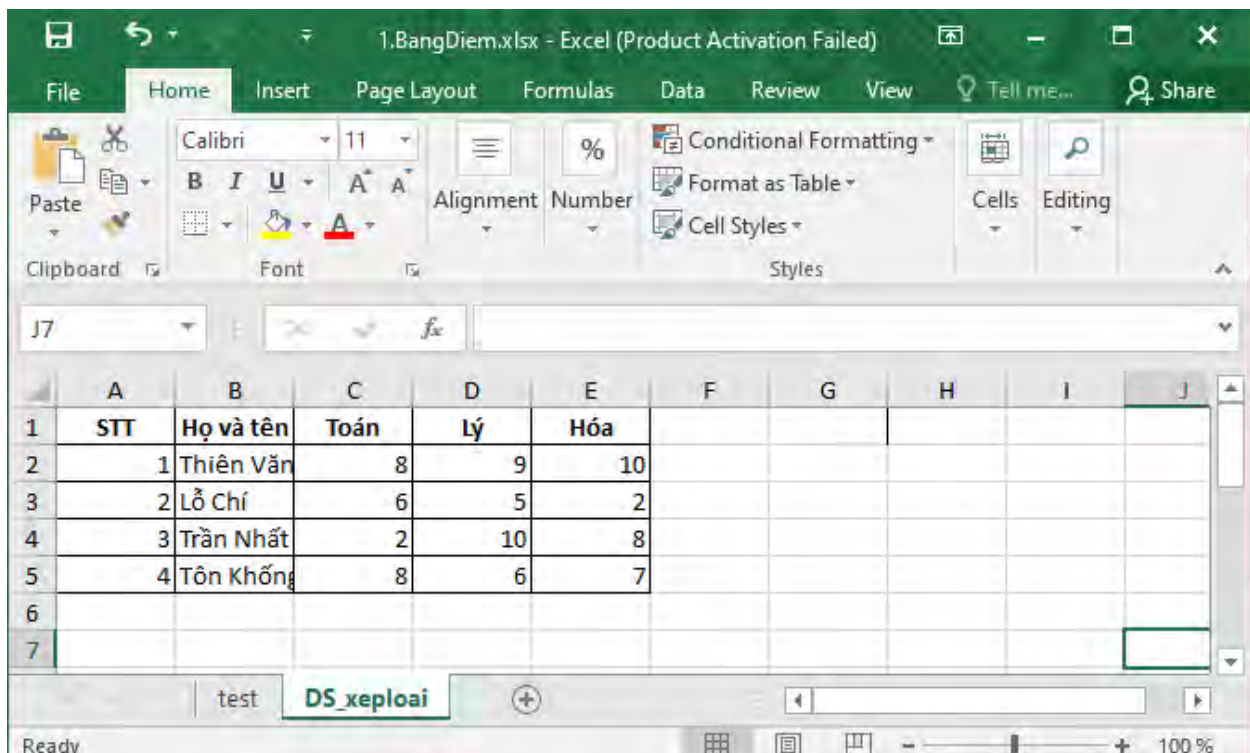 1.BangDiem.xlsx - Excel (Product Activation Failed)
File Home Insert Page Layout Formulas Data Review View Tell me... Share
Calibri 11 % Conditional Formatting
Paste B I U A A Alignment Number Format as Table Cells Editing
A Cell Styles
Clipboard Font Styles
J7 fx
A B C D E F G H I J
1 STT Họ và tên Toán Lý Hóa
2 1 Thiên Văn 8 9 10
3 2 Lỗ Chí 6 5 2
4 3 Trần Nhất 2 10 8
5 4 Tôn Khổng 8 6 7
6
7
test DS_xeploai
Ready 100 %